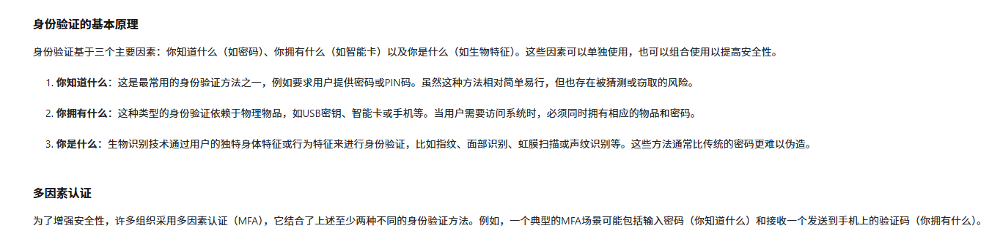 身份验证的基本原理
身份验证基于三个主要因素：你知道什么（如密码）、你拥有什么（如智能卡）以及你是什么（如生物特征）。这些因素可以单独使用，也可以组合使用以提高安全性。
1. 你知道什么：这是最常用的身份验证方法之一，例如要求用户提供密码或PIN码。虽然这种方法相对简单易行，但也存在被猜测或窃取的风险。
2. 你拥有什么：这种类型的身份验证依赖于物理物品，如USB密钥、智能卡或手机等。当用户需要访问系统时，必须同时拥有相应的物品和密码。
3. 你是什么：生物识别技术通过用户的独特身体特征或行为特征来进行身份验证，比如指纹、面部识别、虹膜扫描或声纹识别等。这些方法通常比传统的密码更难以伪造。
多因素认证
为了增强安全性，许多组织采用多因素认证（MFA），它结合了上述至少两种不同的身份验证方法。例如，一个典型的MFA场景可能包括输入密码（你知道什么）和接收一个发送到手机上的验证码（你拥有什么）。